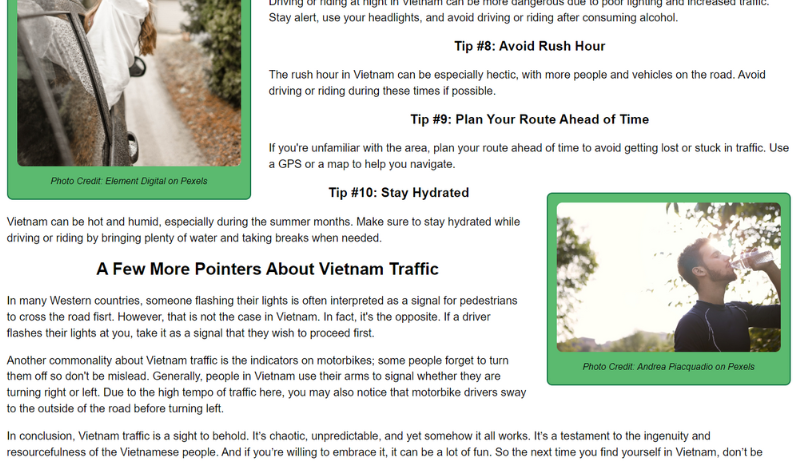 Driving or riding at night in Vietnam can be more dangerous due to poor lighting and increased traffic.
Stay alert, use your headlights, and avoid driving or riding after consuming alcohol.
Tip #8: Avoid Rush Hour
The rush hour in Vietnam can be especially hectic, with more people and vehicles on the road. Avoid
driving or riding during these times if possible.
Tip #9: Plan Your Route Ahead of Time
If you're unfamiliar with the area, plan your route ahead of time to avoid getting lost or stuck in traffic. Use
a GPS or a map to help you navigate.
Photo Credit: Element Digital on Pexels
Tip #10: Stay Hydrated
Vietnam can be hot and humid, especially during the summer months. Make sure to stay hydrated while
driving or riding by bringing plenty of water and taking breaks when needed.
A Few More Pointers About Vietnam Traffic
In many Western countries, someone flashing their lights is often interpreted as a signal for pedestrians
to cross the road fisrt. However, that is not the case in Vietnam. In fact, it's the opposite. If a driver
flashes their lights at you, take it as a signal that they wish to proceed first.
Photo Credit: Andrea Piacquadio on Pexels
Another commonality about Vietnam traffic is the indicators on motorbikes; some people forget to turn
them off so don't be mislead. Generally, people in Vietnam use their arms to signal whether they are
turning right or left. Due to the high tempo of traffic here, you may also notice that motorbike drivers sway
to the outside of the road before turning left.
In conclusion, Vietnam traffic is a sight to behold. It's chaotic, unpredictable, and yet somehow it all works. It's a testament to the ingenuity and
resourcefulness of the Vietnamese people. And if you're willing to embrace it, it can be a lot of fun. So the next time you find yourself in Vietnam, don't be